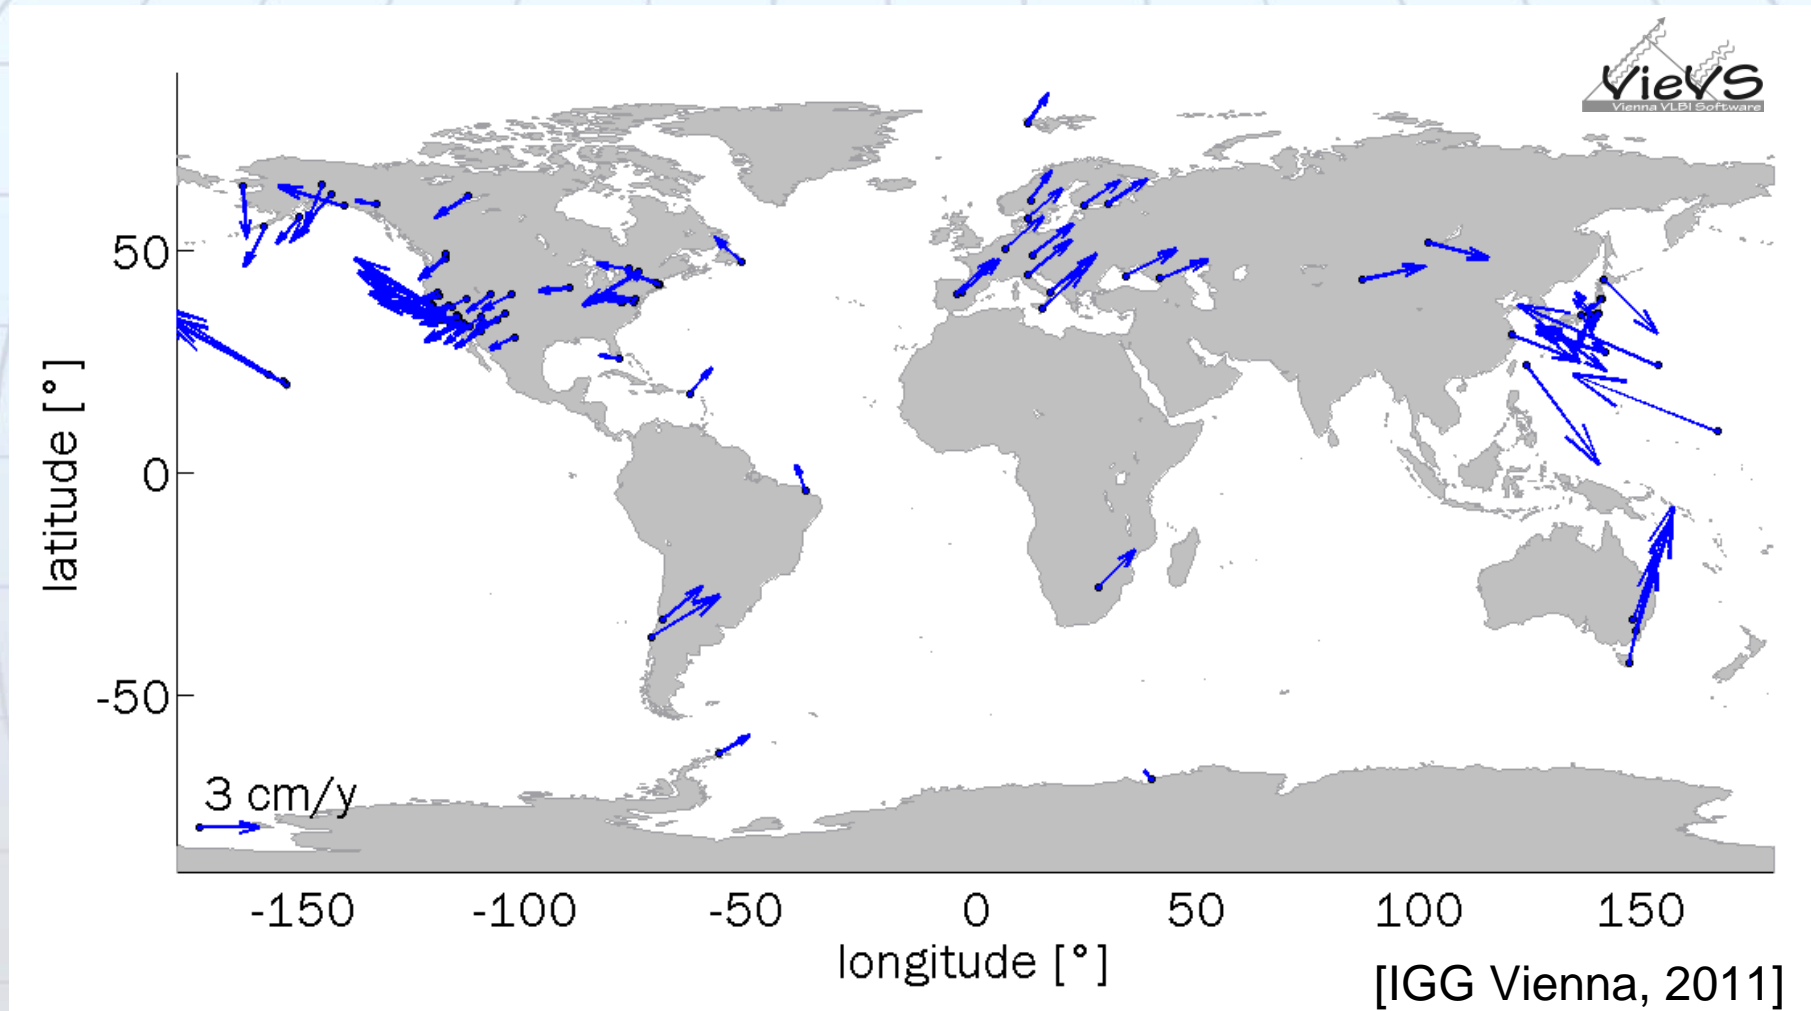 VieVS
Vienna VLBI Software
latitude [°]
50
0
-50
3 cm/y
-150 -100 -50 0 50 100 150
longitude [°]
[IGG Vienna, 2011]